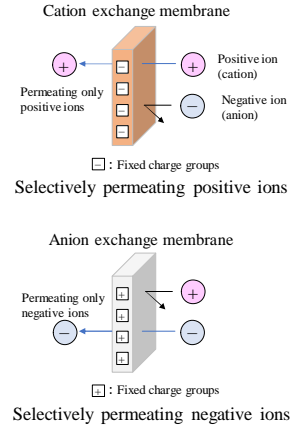 Cation exchange membrane
+
Positive ion
(cation)
Permeating only
positive ions
−
−
−
−
+
−
Negative ion
(anion)
− : Fixed charge groups
Selectively permeating positive ions
Anion exchange membrane
Permeating only
negative ions
+
+
+
+
+
−
−
+ : Fixed charge groups
Selectively permeating negative ions